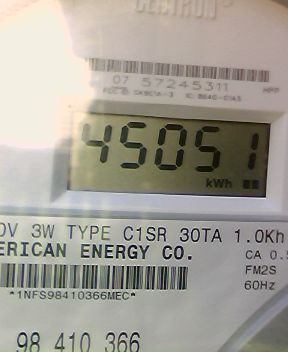 CENTRON
07 57245311
45051
kWh
3W TYPE C1SR 30TA 1.0Kh
ERICAN ENERGY CO.
CA 0.5
FM2S
60Hz
*1NFS98410366MEC*
98 410 366